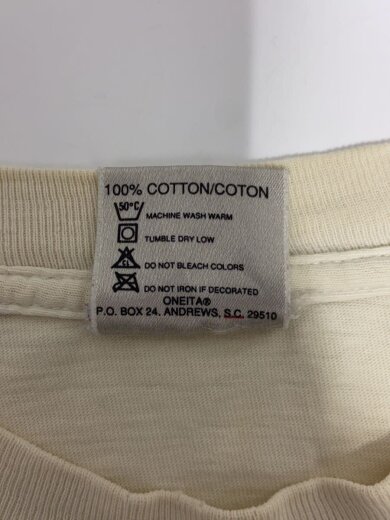 100% COTTON/COTON
50°C MACHINE WASH WARM
TUMBLE DRY LOW
DO NOT BLEACH COLORS
DO NOT IRON IF DECORATED
ONEITA®
P.O. BOX 24, ANDREWS, S.C. 29510